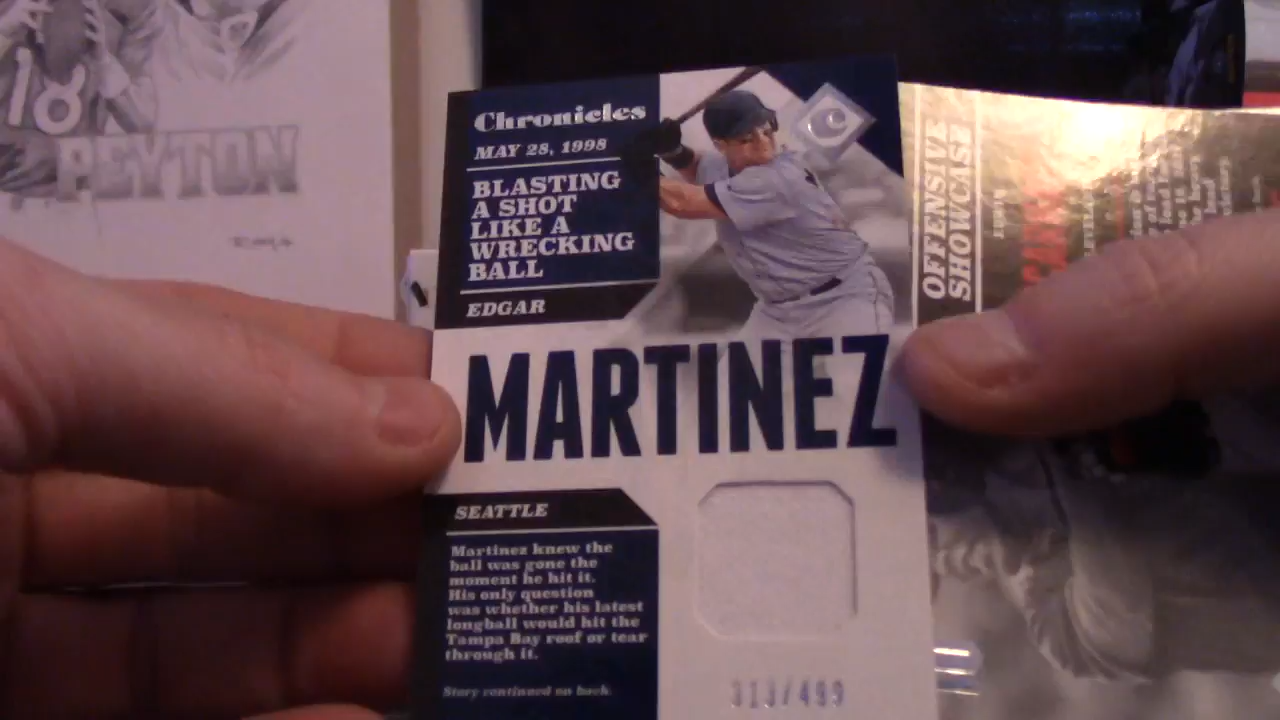 18
PEYTON
Chronicles
MAY 28, 1998
BLASTING
A SHOT
LIKE A
WRECKING
BALL
EDGAR
MARTINEZ
SEATTLE
Martinez knew the
ball was gone the
moment he hit it.
His only question
was whether his latest
longball would hit the
Tampa Bay roof or tear
through it.
Story continued on back.
313/499
OFFENSIVE
SHOWCASE